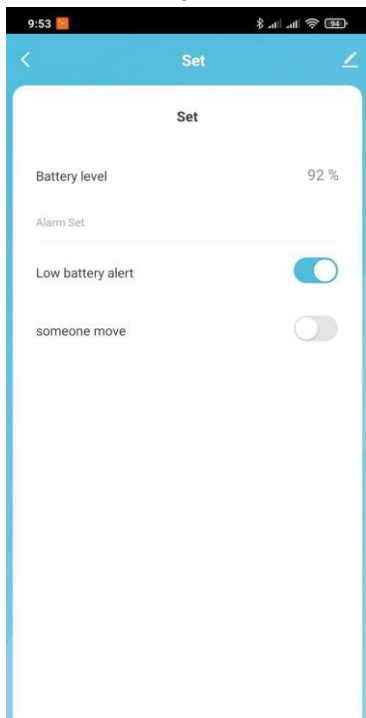 9:53 94
Set
Set
Battery level 92 %
Alarm Set
Low battery alert
someone move